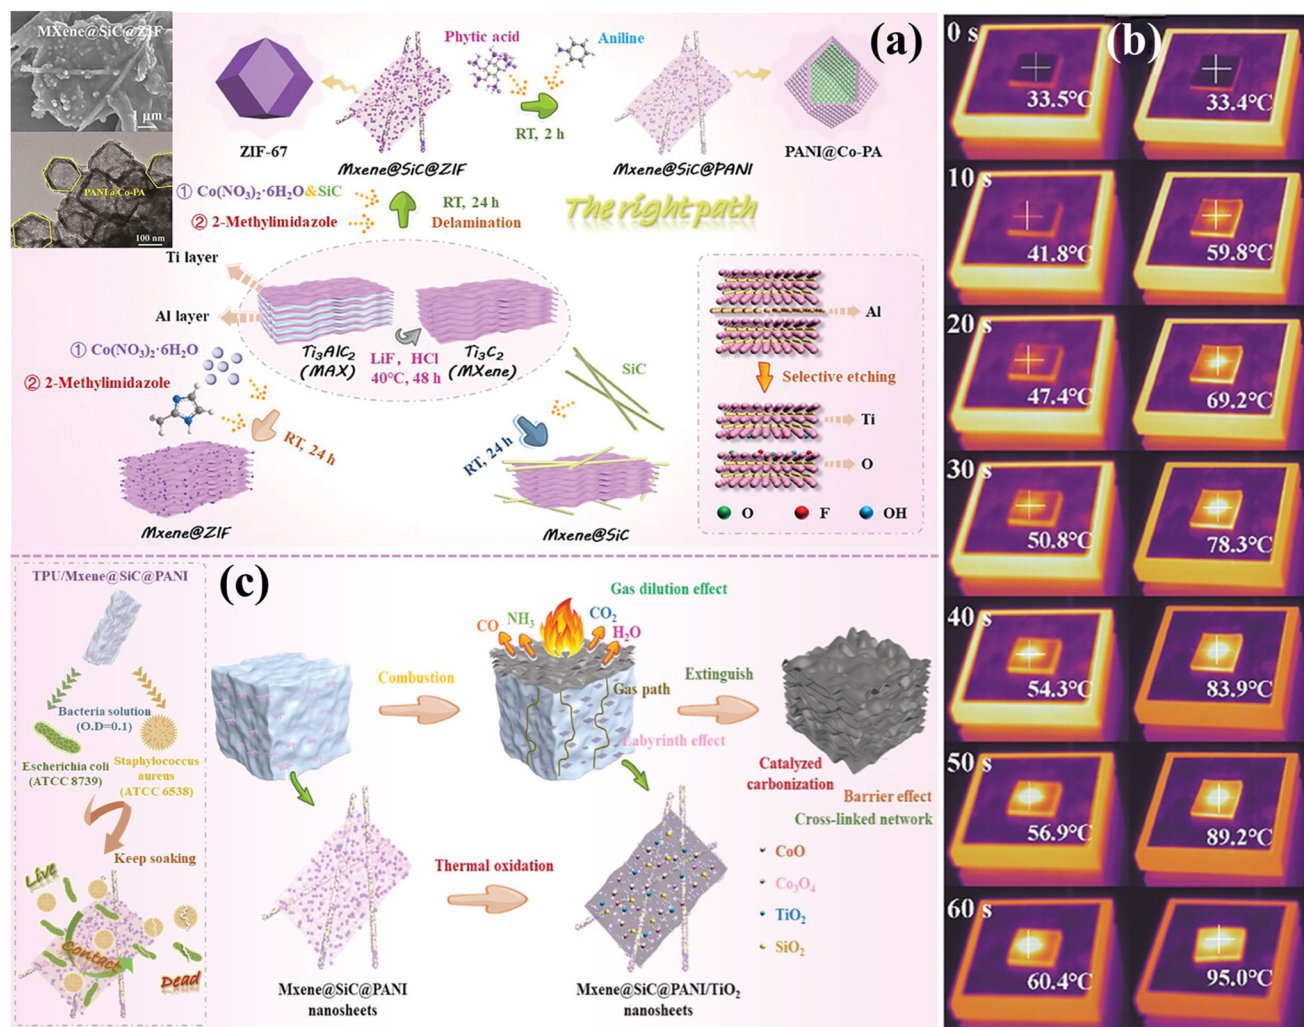 (a)
MXene@SiC@ZIF
1 μm
PANI@Co-PA
100 nm
Phytic acid
Aniline
RT, 2 h
ZIF-67
Mxene@SiC@ZIF
Mxene@SiC@PANI
PANI@Co-PA
① Co(NO₃)₂·6H₂O&SiC
② 2-Methylimidazole
RT, 24 h
Delamination
The right path
Ti layer
Al layer
Ti₃AlC₂
(MAX)
LiF, HCl
40°C, 48 h
Ti₃C₂
(MXene)
① Co(NO₃)₂·6H₂O
② 2-Methylimidazole
RT, 24 h
Mxene@ZIF
SiC
RT, 24 h
Mxene@SiC
Al
Selective etching
Ti
O
O
F
OH
(b)
0 s
33.5°C
33.4°C
10 s
41.8°C
59.8°C
20 s
47.4°C
69.2°C
30 s
50.8°C
78.3°C
40 s
54.3°C
83.9°C
50 s
56.9°C
89.2°C
60 s
60.4°C
95.0°C
(c)
TPU/Mxene@SiC@PANI
Bacteria solution
(O.D=0.1)
Escherichia coli
(ATCC 8739)
Staphylococcus
aureus
(ATCC 6538)
Keep soaking
Live
Contact
Dead
Combustion
Gas dilution effect
CO
NH₃
CO₂
H₂O
Gas path
Labyrinth effect
Extinguish
Catalyzed
carbonization
Barrier effect
Cross-linked network
Thermal oxidation
CoO
Co₃O₄
TiO₂
SiO₂
Mxene@SiC@PANI
nanosheets
Mxene@SiC@PANI/TiO₂
nanosheets